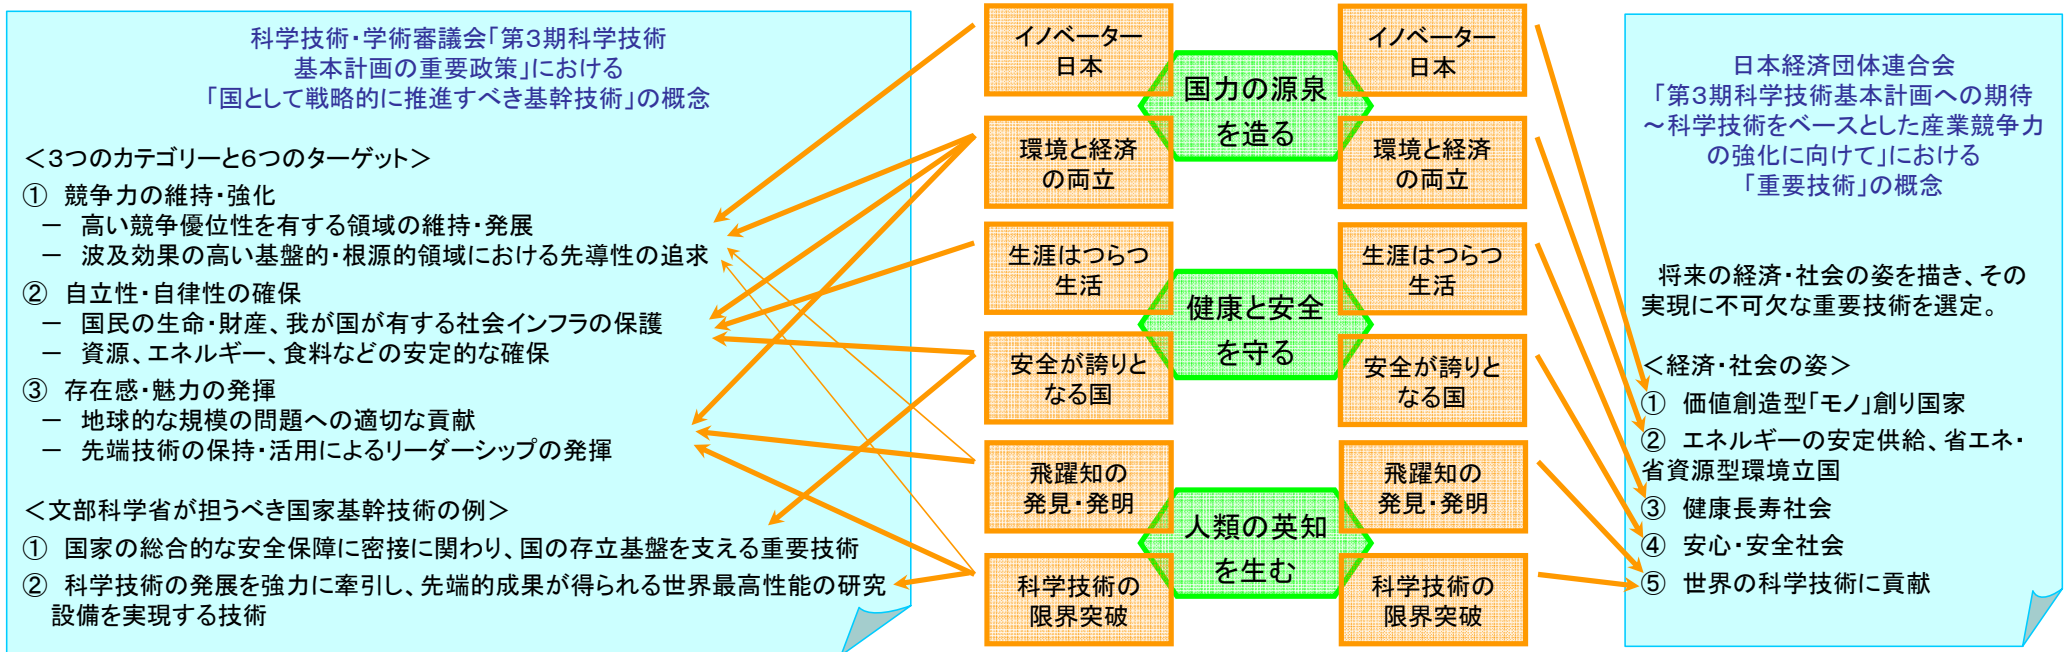 科学技術・学術審議会「第3期科学技術
基本計画の重要政策」における
「国として戦略的に推進すべき基幹技術」の概念
＜3つのカテゴリーと6つのターゲット＞
① 競争力の維持・強化
－ 高い競争優位性を有する領域の維持・発展
－ 波及効果の高い基盤的・根源的領域における先導性の追求
② 自立性・自律性の確保
－ 国民の生命・財産、我が国が有する社会インフラの保護
－ 資源、エネルギー、食料などの安定的な確保
③ 存在感・魅力の発揮
－ 地球的な規模の問題への適切な貢献
－ 先端技術の保持・活用によるリーダーシップの発揮
＜文部科学省が担うべき国家基幹技術の例＞
① 国家の総合的な安全保障に密接に関わり、国の存立基盤を支える重要技術
② 科学技術の発展を強力に牽引し、先端的成果が得られる世界最高性能の研究
設備を実現する技術
イノベーター
日本
環境と経済
の両立
生涯はつらつ
生活
安全が誇りと
なる国
飛躍知の
発見・発明
科学技術の
限界突破
国力の源泉
を造る
健康と安全
を守る
人類の英知
を生む
イノベーター
日本
環境と経済
の両立
生涯はつらつ
生活
安全が誇りと
なる国
飛躍知の
発見・発明
科学技術の
限界突破
日本経済団体連合会
「第3期科学技術基本計画への期待
～科学技術をベースとした産業競争力
の強化に向けて」における
「重要技術」の概念
将来の経済・社会の姿を描き、その
実現に不可欠な重要技術を選定。
＜経済・社会の姿＞
① 価値創造型「モノ」創り国家
② エネルギーの安定供給、省エネ・
省資源型環境立国
③ 健康長寿社会
④ 安心・安全社会
⑤ 世界の科学技術に貢献